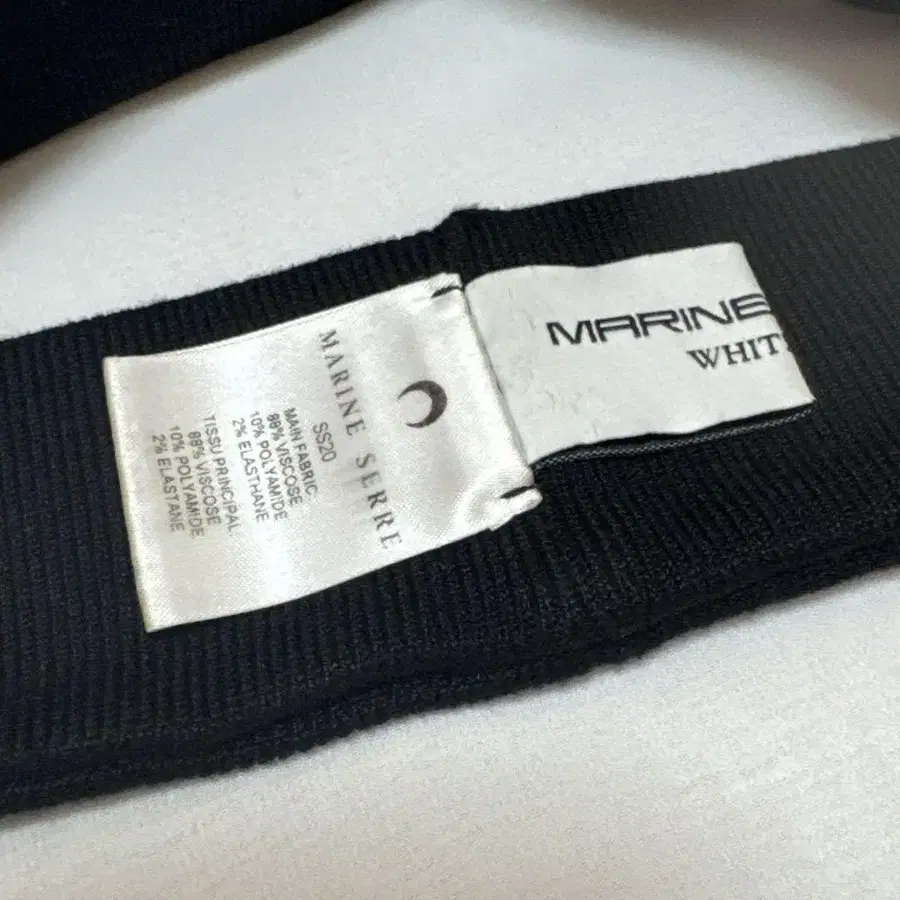 MARINE SERRE
SS20
MAIN FABRIC:
88% VISCOSE
10% POLYAMIDE
2% ELASTHANE
TISSU PRINCIPAL
88% VISCOSE
10% POLYAMIDE
2% ELASTANE
MARINE
WHIT